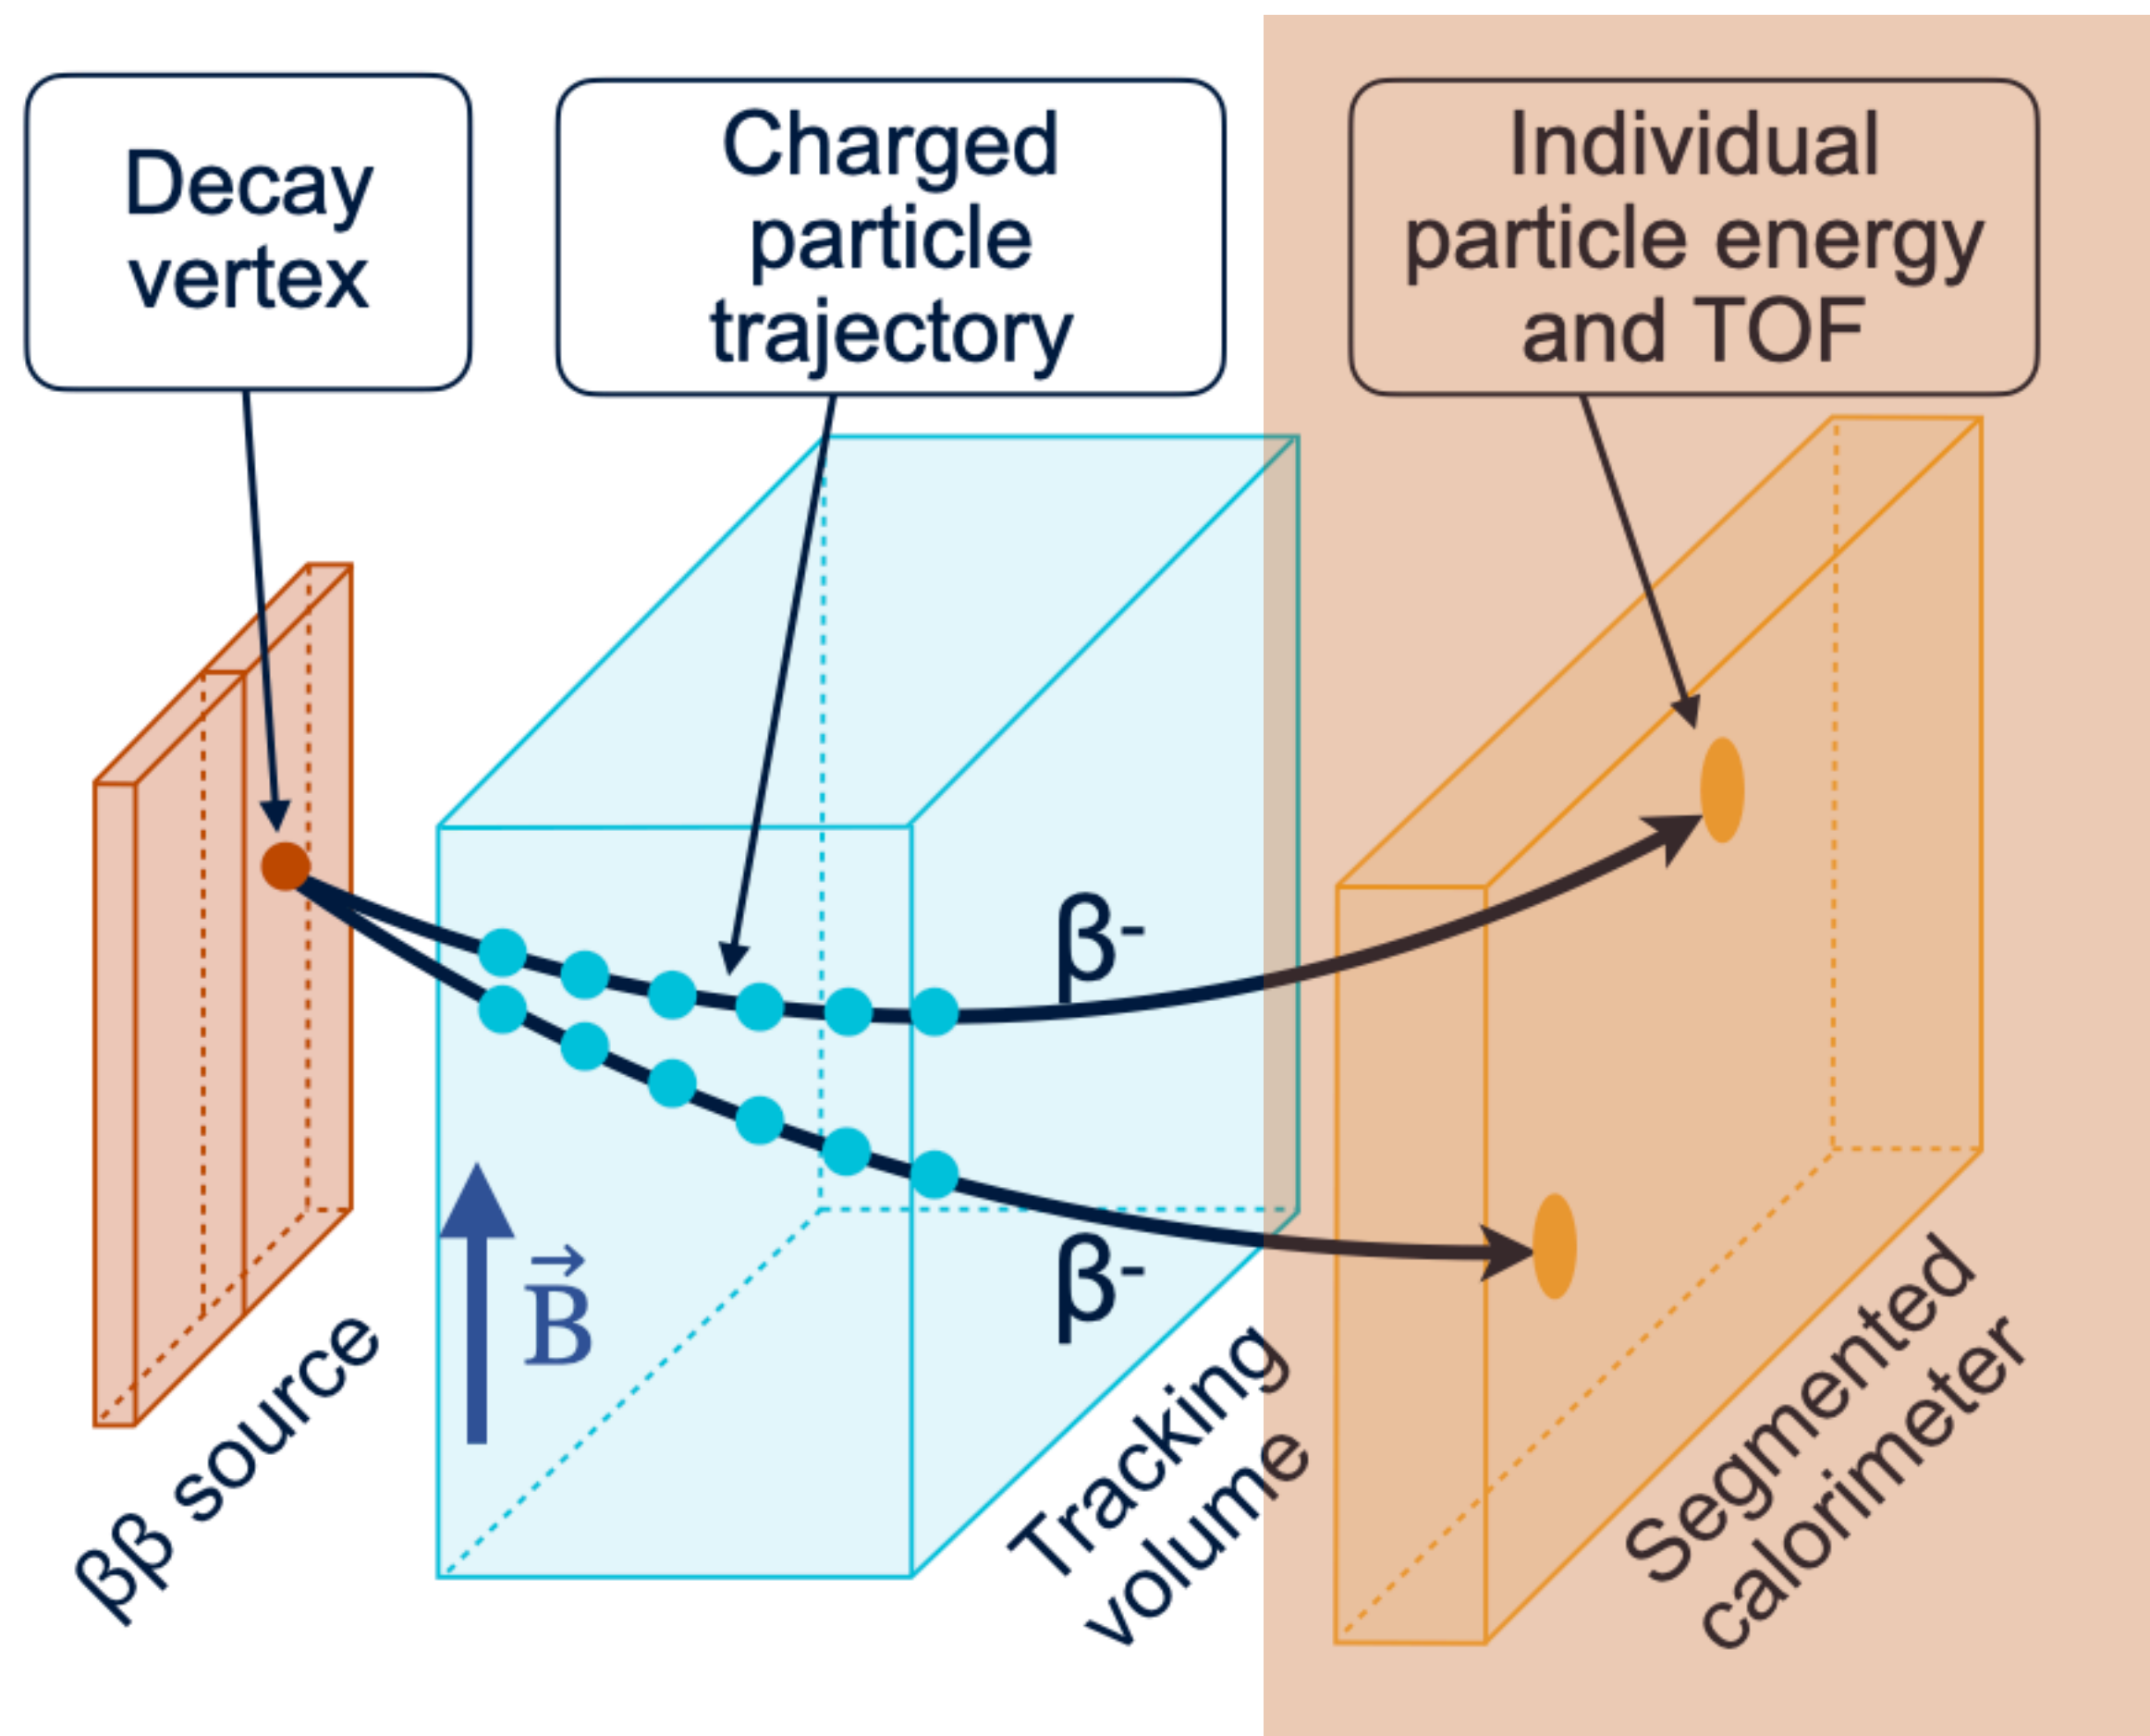 Decay
vertex
Charged
particle
trajectory
Individual
particle energy
and TOF
β-
β-
B⃗
ββ source
Tracking
volume
Segmented
calorimeter